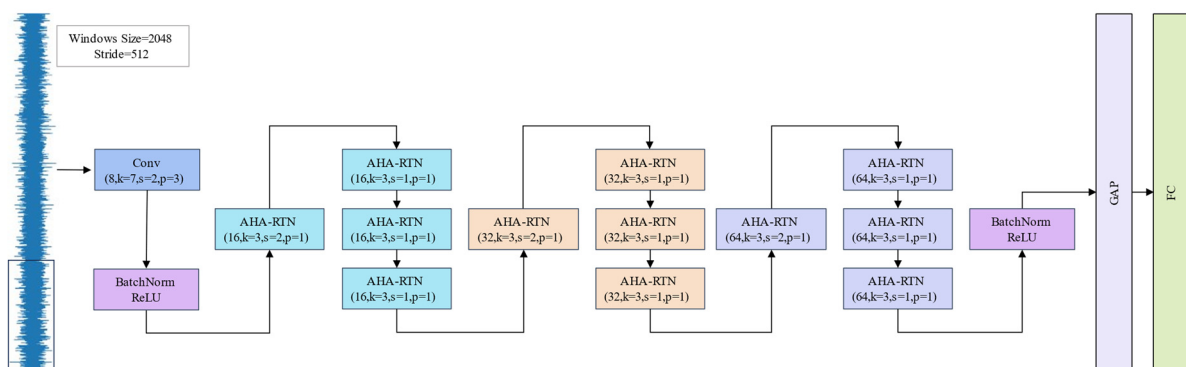 Windows Size=2048
Stride=512
Conv
(8,k=7,s=2,p=3)
BatchNorm
ReLU
AHA-RTN
(16,k=3,s=2,p=1)
AHA-RTN
(16,k=3,s=1,p=1)
AHA-RTN
(16,k=3,s=1,p=1)
AHA-RTN
(16,k=3,s=1,p=1)
AHA-RTN
(32,k=3,s=2,p=1)
AHA-RTN
(32,k=3,s=1,p=1)
AHA-RTN
(32,k=3,s=1,p=1)
AHA-RTN
(32,k=3,s=1,p=1)
AHA-RTN
(64,k=3,s=2,p=1)
AHA-RTN
(64,k=3,s=1,p=1)
AHA-RTN
(64,k=3,s=1,p=1)
AHA-RTN
(64,k=3,s=1,p=1)
BatchNorm
ReLU
GAP
FC